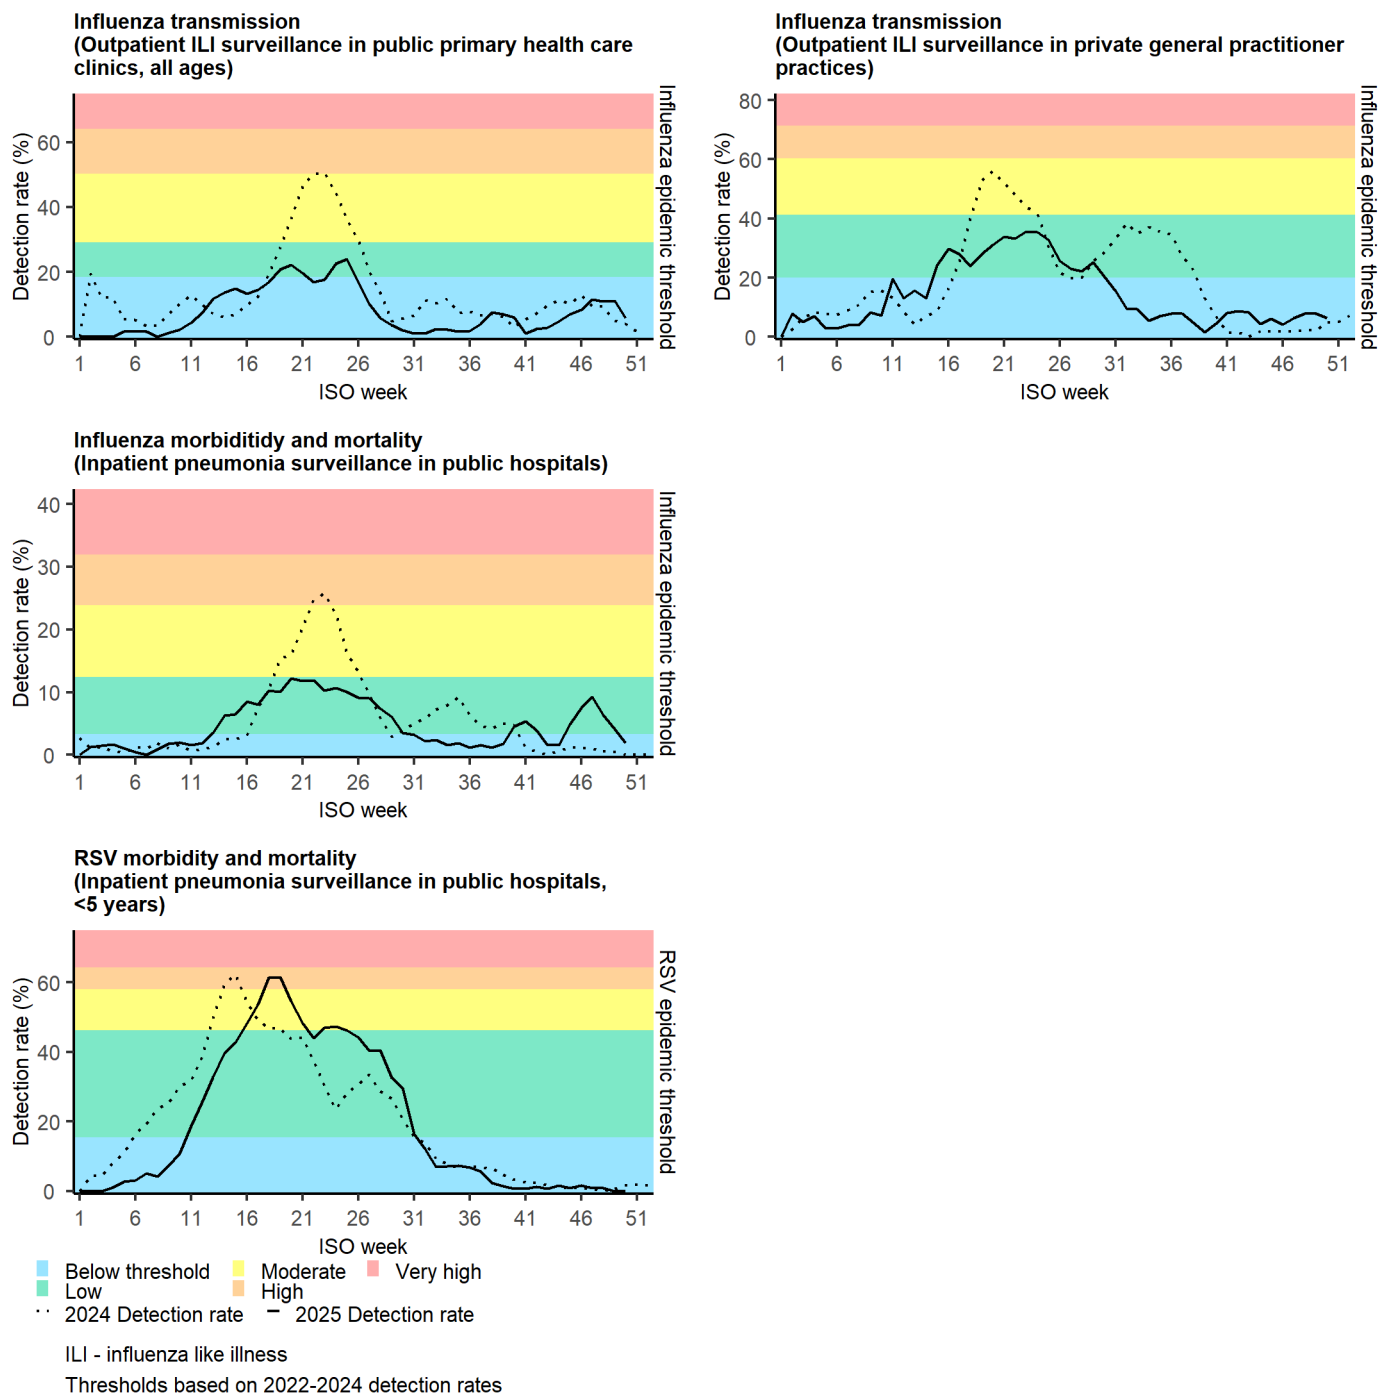 Influenza transmission
(Outpatient ILI surveillance in public primary health care
clinics, all ages)
Detection rate (%)
60
40
20
0
1 6 11 16 21 26 31 36 41 46 51
ISO week
Influenza epidemic threshold
Influenza transmission
(Outpatient ILI surveillance in private general practitioner
practices)
Detection rate (%)
80
60
40
20
0
1 6 11 16 21 26 31 36 41 46 51
ISO week
Influenza epidemic threshold
Influenza morbiditidy and mortality
(Inpatient pneumonia surveillance in public hospitals)
Detection rate (%)
40
30
20
10
0
1 6 11 16 21 26 31 36 41 46 51
ISO week
Influenza epidemic threshold
RSV morbidity and mortality
(Inpatient pneumonia surveillance in public hospitals,
<5 years)
Detection rate (%)
60
40
20
0
1 6 11 16 21 26 31 36 41 46 51
ISO week
RSV epidemic threshold
Below threshold Moderate Very high
Low High
2024 Detection rate 2025 Detection rate
ILI - influenza like illness
Thresholds based on 2022-2024 detection rates